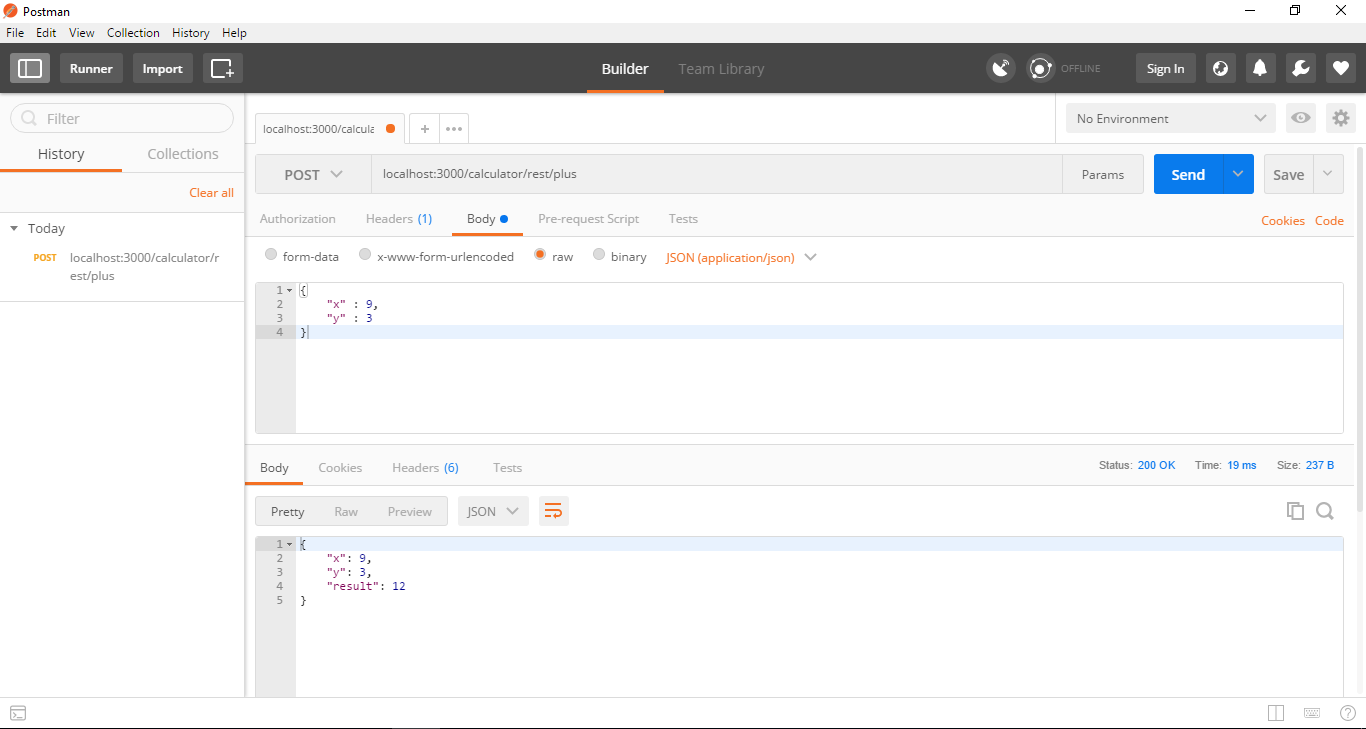 Postman
File Edit View Collection History Help
Runner Import Builder Team Library OFFLINE Sign In
Filter
History Collections
Clear all
Today
POST localhost:3000/calculator/r
est/plus
localhost:3000/calcula + ••• No Environment
POST localhost:3000/calculator/rest/plus Params Send Save
Authorization Headers (1) Body Pre-request Script Tests Cookies Code
form-data x-www-form-urlencoded raw binary JSON (application/json)
1 {
2 "x" : 9,
3 "y" : 3
4 }
Body Cookies Headers (6) Tests Status: 200 OK Time: 19 ms Size: 237 B
Pretty Raw Preview JSON
1 {
2 "x": 9,
3 "y": 3,
4 "result": 12
5 }